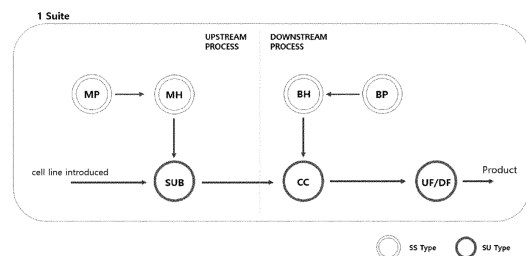 1 Suite
UPSTREAM PROCESS
DOWNSTREAM PROCESS
MP
MH
BH
BP
cell line introduced
SUB
CC
UF/DF
Product
SS Type
SU Type